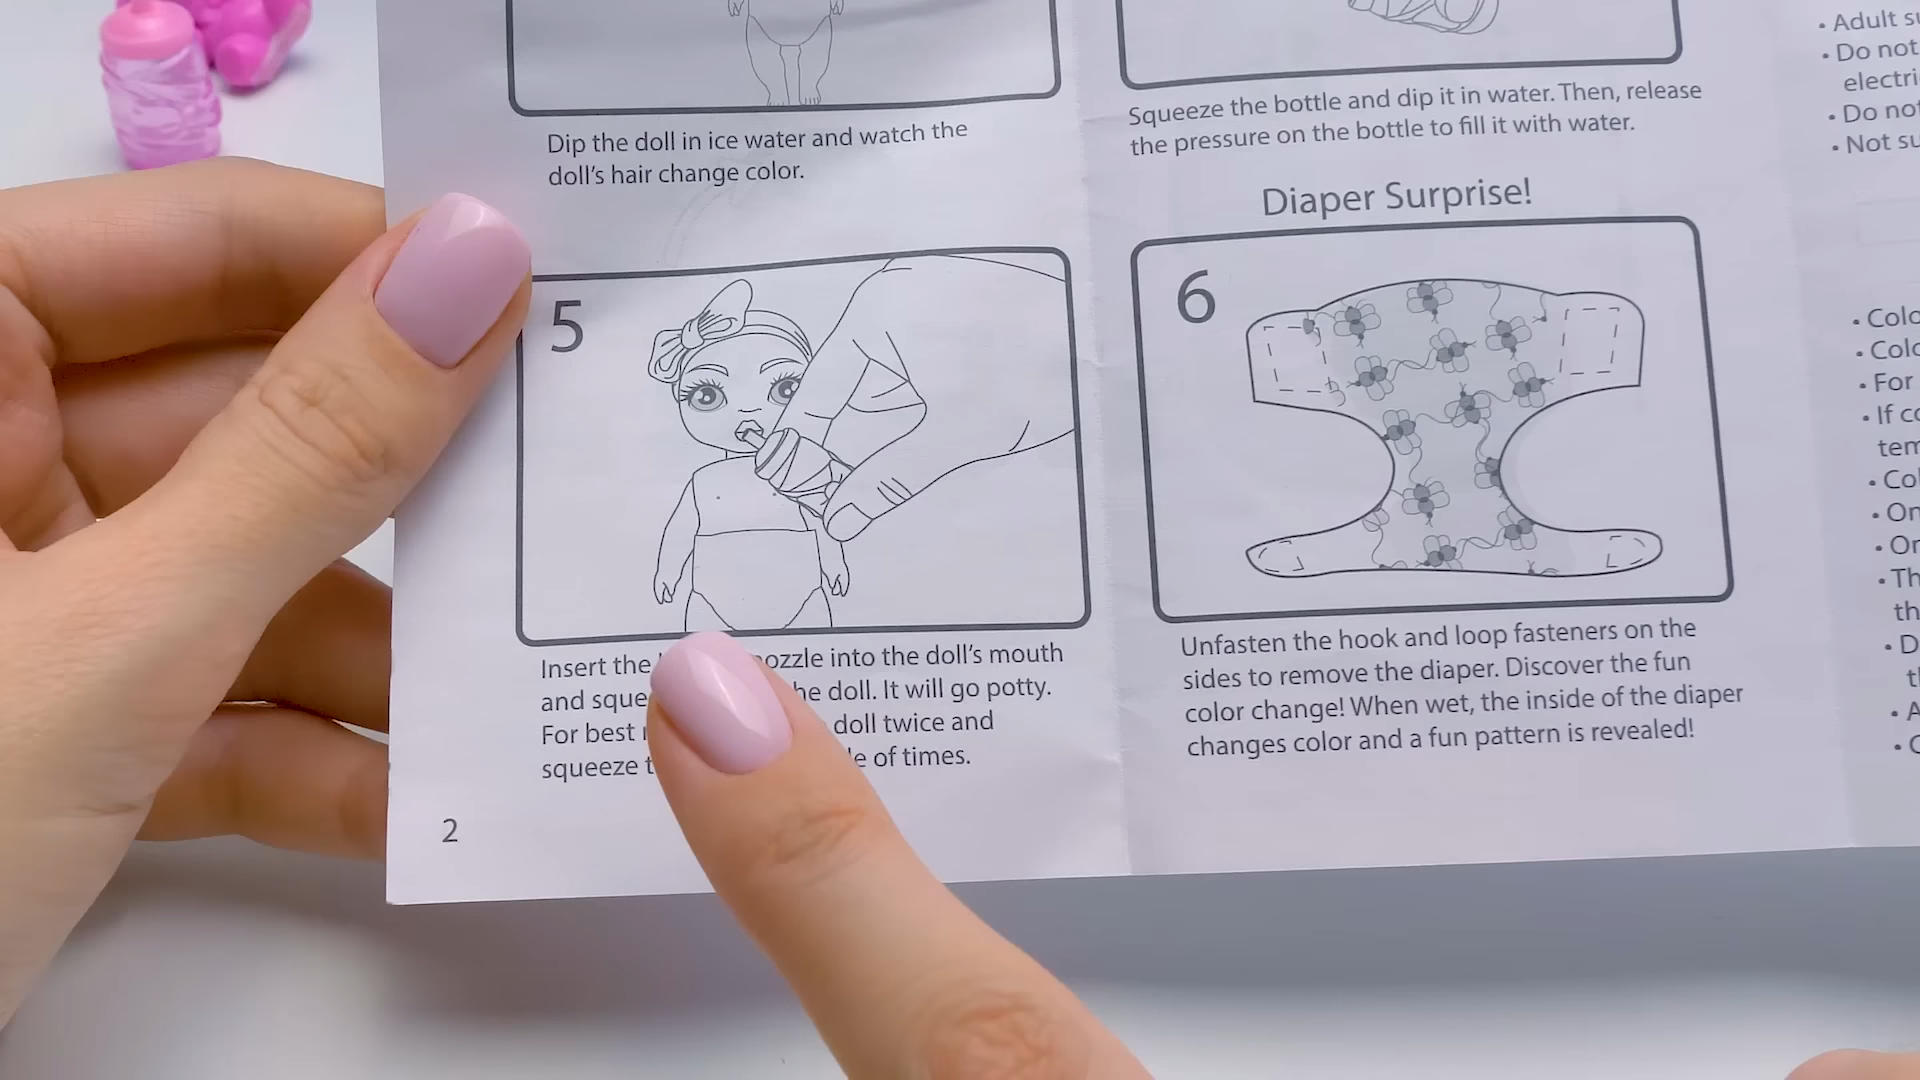 Dip the doll in ice water and watch the
doll's hair change color.
Squeeze the bottle and dip it in water. Then, release
the pressure on the bottle to fill it with water.
5
Insert the nozzle into the doll's mouth
and the doll. It will go potty.
For best doll twice and
squeeze of times.
Diaper Surprise!
6
Unfasten the hook and loop fasteners on the
sides to remove the diaper. Discover the fun
color change! When wet, the inside of the diaper
changes color and a fun pattern is revealed!
2
• Adult
• Do not
• Do not
• Not
• For
• If